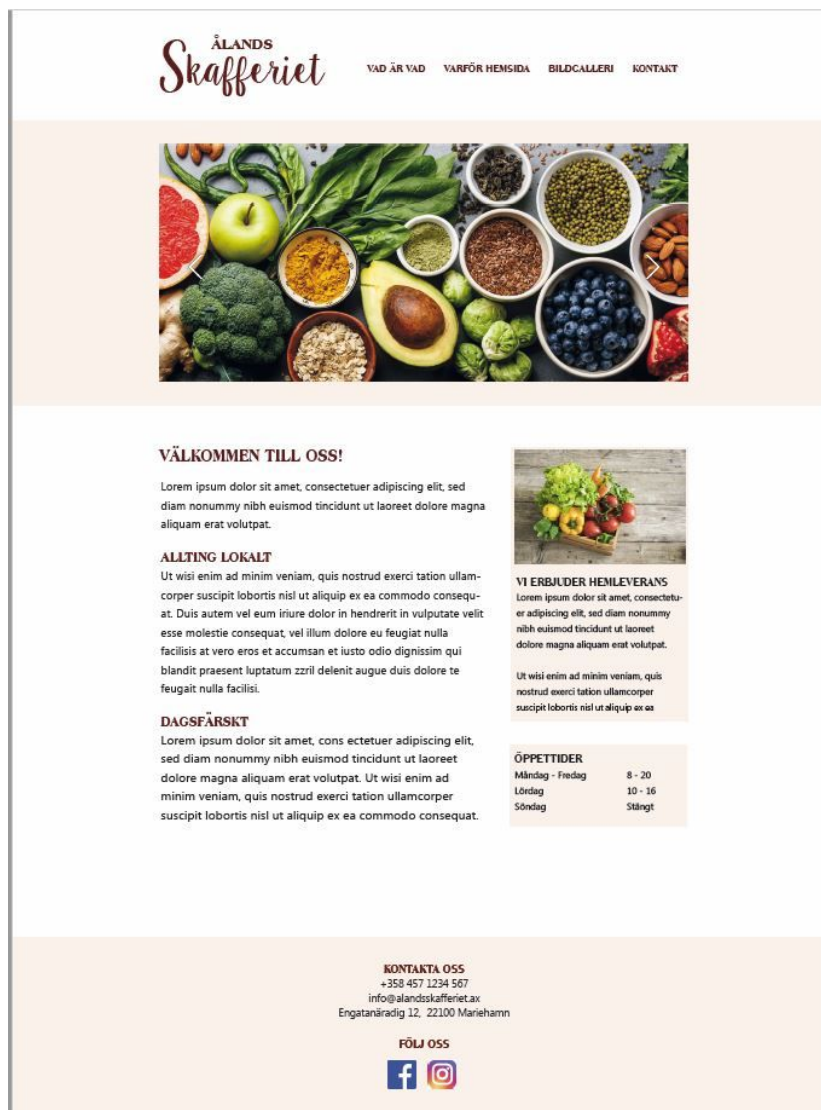 ÅLANDS
Skafferiet
VAD ÄR VAD VARFÖR HEMSIDA BILDGALLERI KONTAKT
VÄLKOMMEN TILL OSS!
Lorem ipsum dolor sit amet, consectetuer adipiscing elit, sed
diam nonummy nibh euismod tincidunt ut laoreet dolore magna
aliquam erat volutpat.
ALLTING LOKALT
Ut wisi enim ad minim veniam, quis nostrud exerci tation ullam-
corper suscipit lobortis nisl ut aliquip ex ea commodo consequ-
at. Duis autem vel eum iriure dolor in hendrerit in vulputate velit
esse molestie consequat, vel illum dolore eu feugiat nulla
facilisis at vero eros et accumsan et iusto odio dignissim qui
blandit praesent luptatum zzril delenit augue duis dolore te
feugait nulla facilisi.
DAGSFÄRSKT
Lorem ipsum dolor sit amet, cons ectetuer adipiscing elit,
sed diam nonummy nibh euismod tincidunt ut laoreet
dolore magna aliquam erat volutpat. Ut wisi enim ad
minim veniam, quis nostrud exerci tation ullamcorper
suscipit lobortis nisl ut aliquip ex ea commodo consequat.
VI ERBJUDER HEMLEVERANS
Lorem ipsum dolor sit amet, consectetu-
er adipiscing elit, sed diam nonummy
nibh euismod tincidunt ut laoreet
dolore magna aliquam erat volutpat.
Ut wisi enim ad minim veniam, quis
nostrud exerci tation ullamcorper
suscipit lobortis nisl ut aliquip ex ea
ÖPPETTIDER
Måndag - Fredag 8 - 20
Lördag 10 - 16
Söndag Stängt
KONTAKTA OSS
+358 457 1234 567
info@alandsskafferiet.ax
Engatanäradig 12, 22100 Mariehamn
FÖLJ OSS